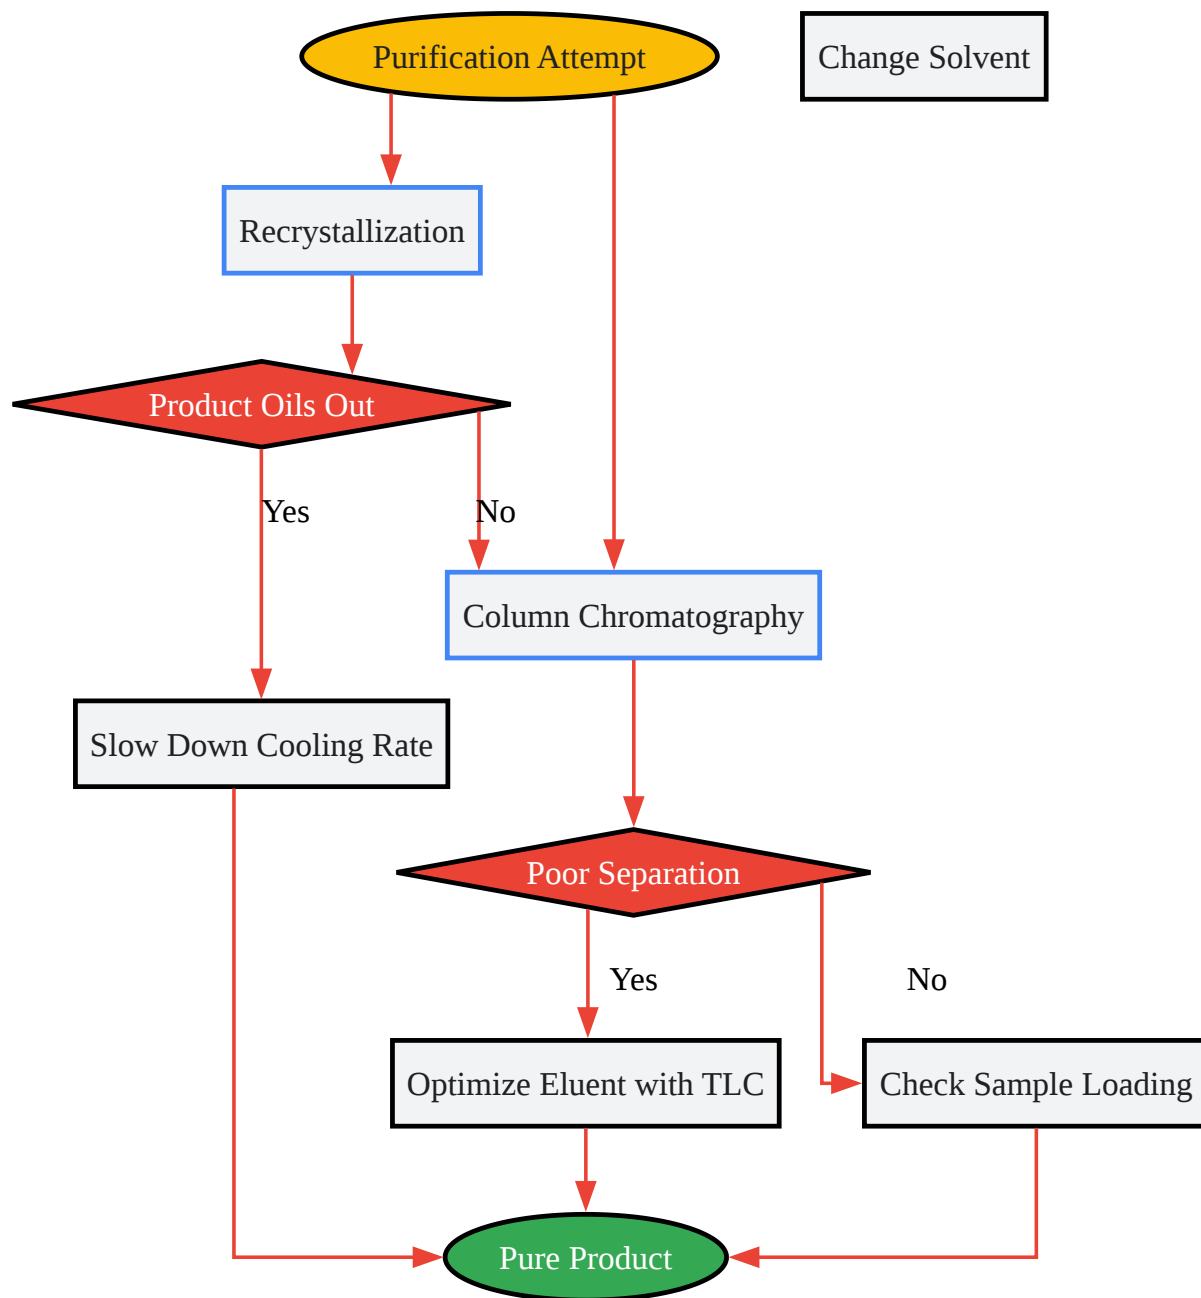 Purification Attempt
Change Solvent
Recrystallization
Product Oils Out
Yes
No
Column Chromatography
Slow Down Cooling Rate
Poor Separation
Yes
No
Optimize Eluent with TLC
Check Sample Loading
Pure Product